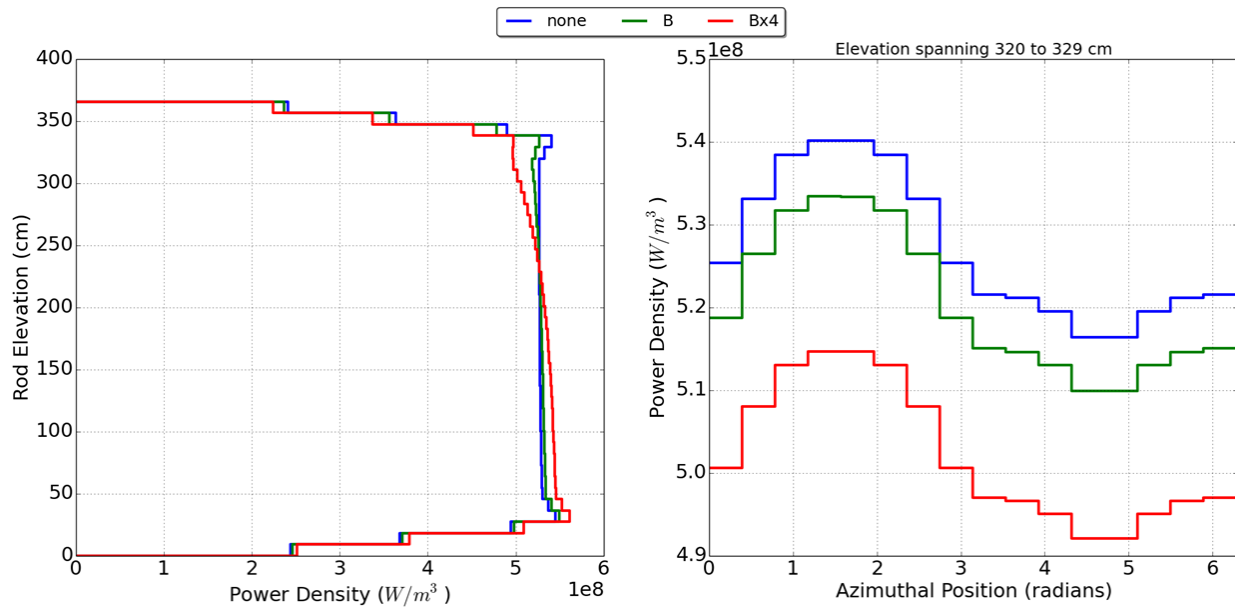 none B Bx4
400
350
300
250
200
150
100
50
0
Rod Elevation (cm)
0 1 2 3 4 5 6
1e8
Power Density (W/m³)
Elevation spanning 320 to 329 cm
1e8
5.5
5.4
5.3
5.2
5.1
5.0
4.9
Power Density (W/m³)
0 1 2 3 4 5 6
Azimuthal Position (radians)